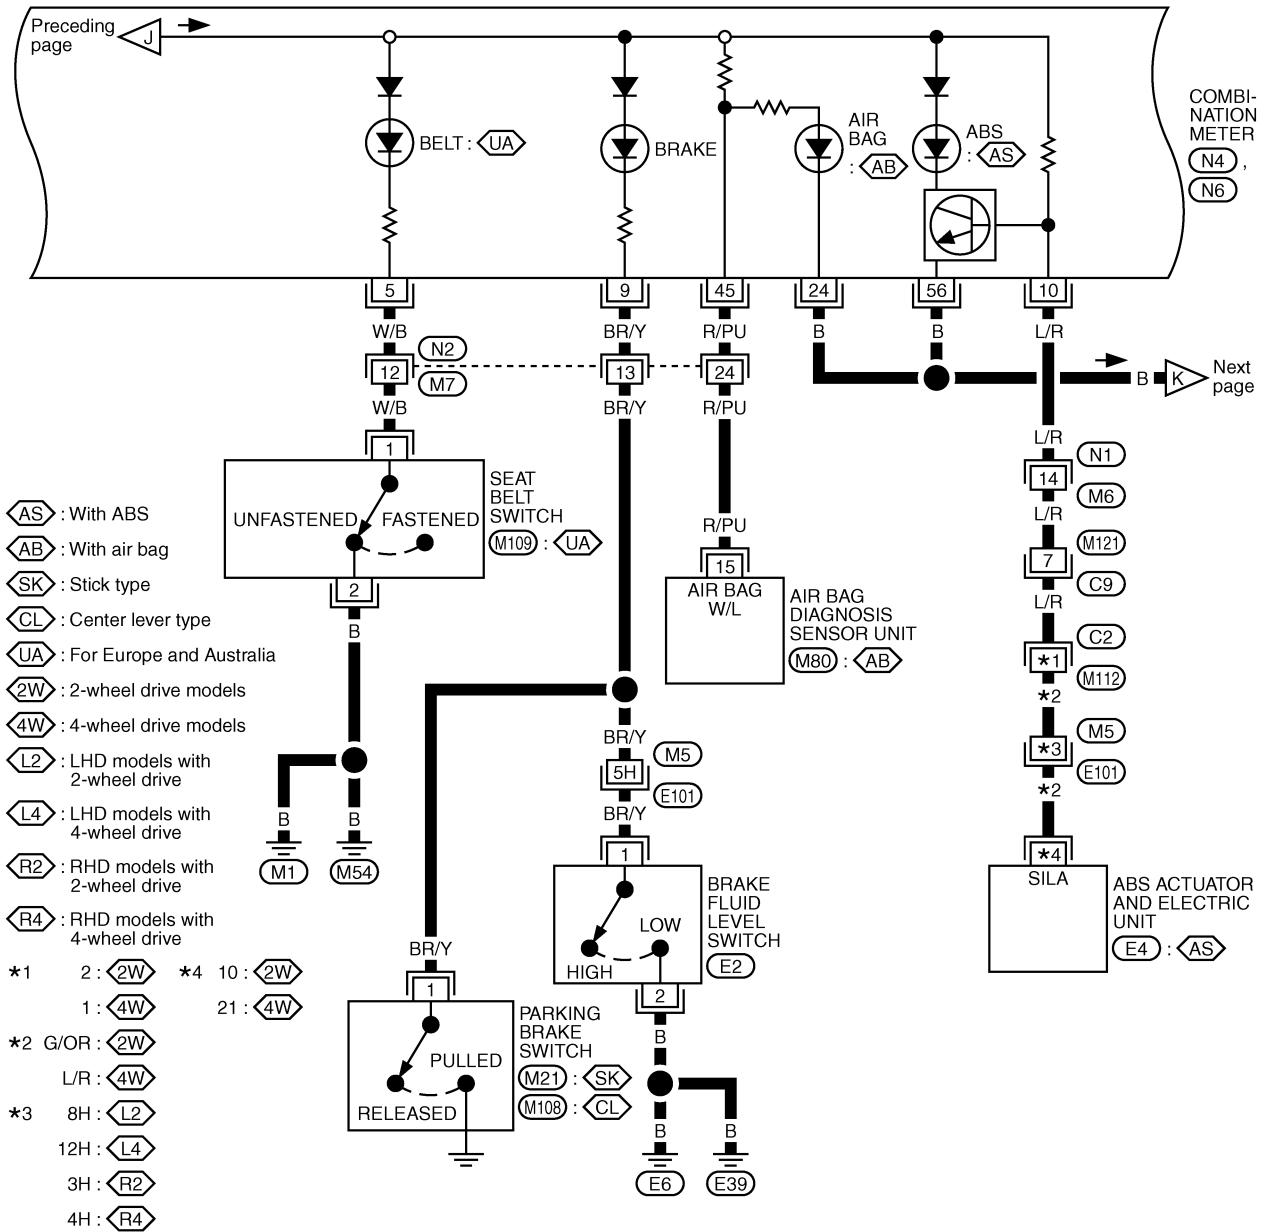 Preceding
page
J
BELT : UA
BRAKE
AIR
BAG
: AB
ABS
: AS
COMBI-
NATION
METER
N4 ,
N6
5
9
45
24
56
10
W/B
BR/Y
R/PU
B
B
L/R
N2
12
13
24
M7
W/B
BR/Y
R/PU
B
K
Next
page
1
L/R
N1
14
M6
L/R
M121
7
C9
L/R
C2
*1
M112
*2
M5
*3
E101
*2
*4
SILA
ABS ACTUATOR
AND ELECTRIC
UNIT
E4 : AS
UNFASTENED
FASTENED
SEAT
BELT
SWITCH
M109 : UA
2
B
B
B
M1
M54
R/PU
15
AIR BAG
W/L
AIR BAG
DIAGNOSIS
SENSOR UNIT
M80 : AB
BR/Y
M5
5H
E101
BR/Y
1
LOW
HIGH
BRAKE
FLUID
LEVEL
SWITCH
E2
2
B
B
B
E6
E39
BR/Y
1
PULLED
RELEASED
PARKING
BRAKE
SWITCH
M21 : SK
M108 : CL
AS : With ABS
AB : With air bag
SK : Stick type
CL : Center lever type
UA : For Europe and Australia
2W : 2-wheel drive models
4W : 4-wheel drive models
L2 : LHD models with
2-wheel drive
L4 : LHD models with
4-wheel drive
R2 : RHD models with
2-wheel drive
R4 : RHD models with
4-wheel drive
*1 2 : 2W *4 10 : 2W
1 : 4W 21 : 4W
*2 G/OR : 2W
L/R : 4W
*3 8H : L2
12H : L4
3H : R2
4H : R4